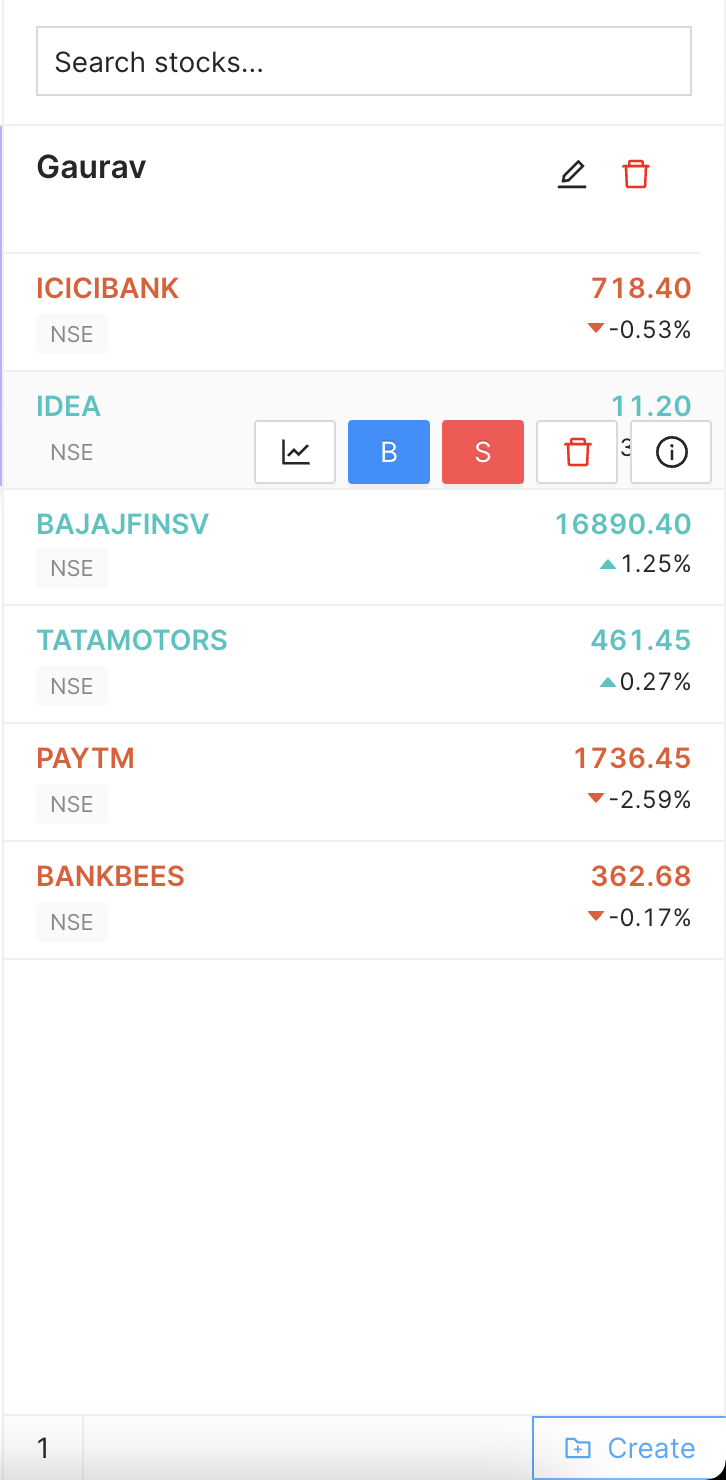 Search stocks...
Gaurav
ICICIBANK 718.40
NSE -0.53%
IDEA 11.20
NSE B S
BAJAJFINSV 16890.40
NSE 1.25%
TATAMOTORS 461.45
NSE 0.27%
PAYTM 1736.45
NSE -2.59%
BANKBEES 362.68
NSE -0.17%
1 Create